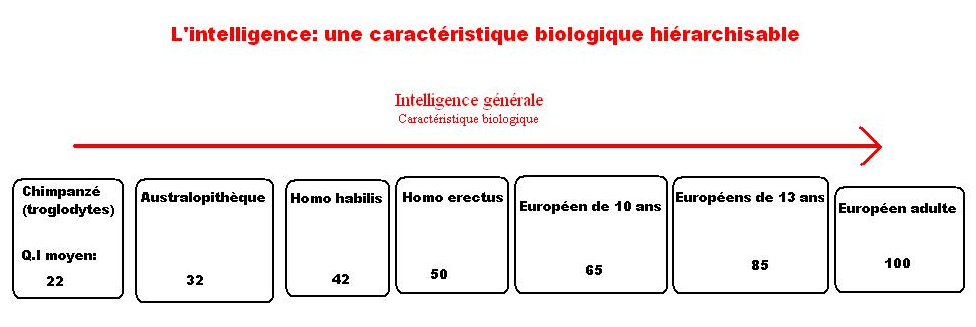 L'intelligence: une caractéristique biologique hiérarchisable
Intelligence générale
Caractéristique biologique
Chimpanzé
(troglodytes)
Q.I moyen:
22
Australopithèque
32
Homo habilis
42
Homo erectus
50
Européen de 10 ans
65
Européens de 13 ans
85
Européen adulte
100